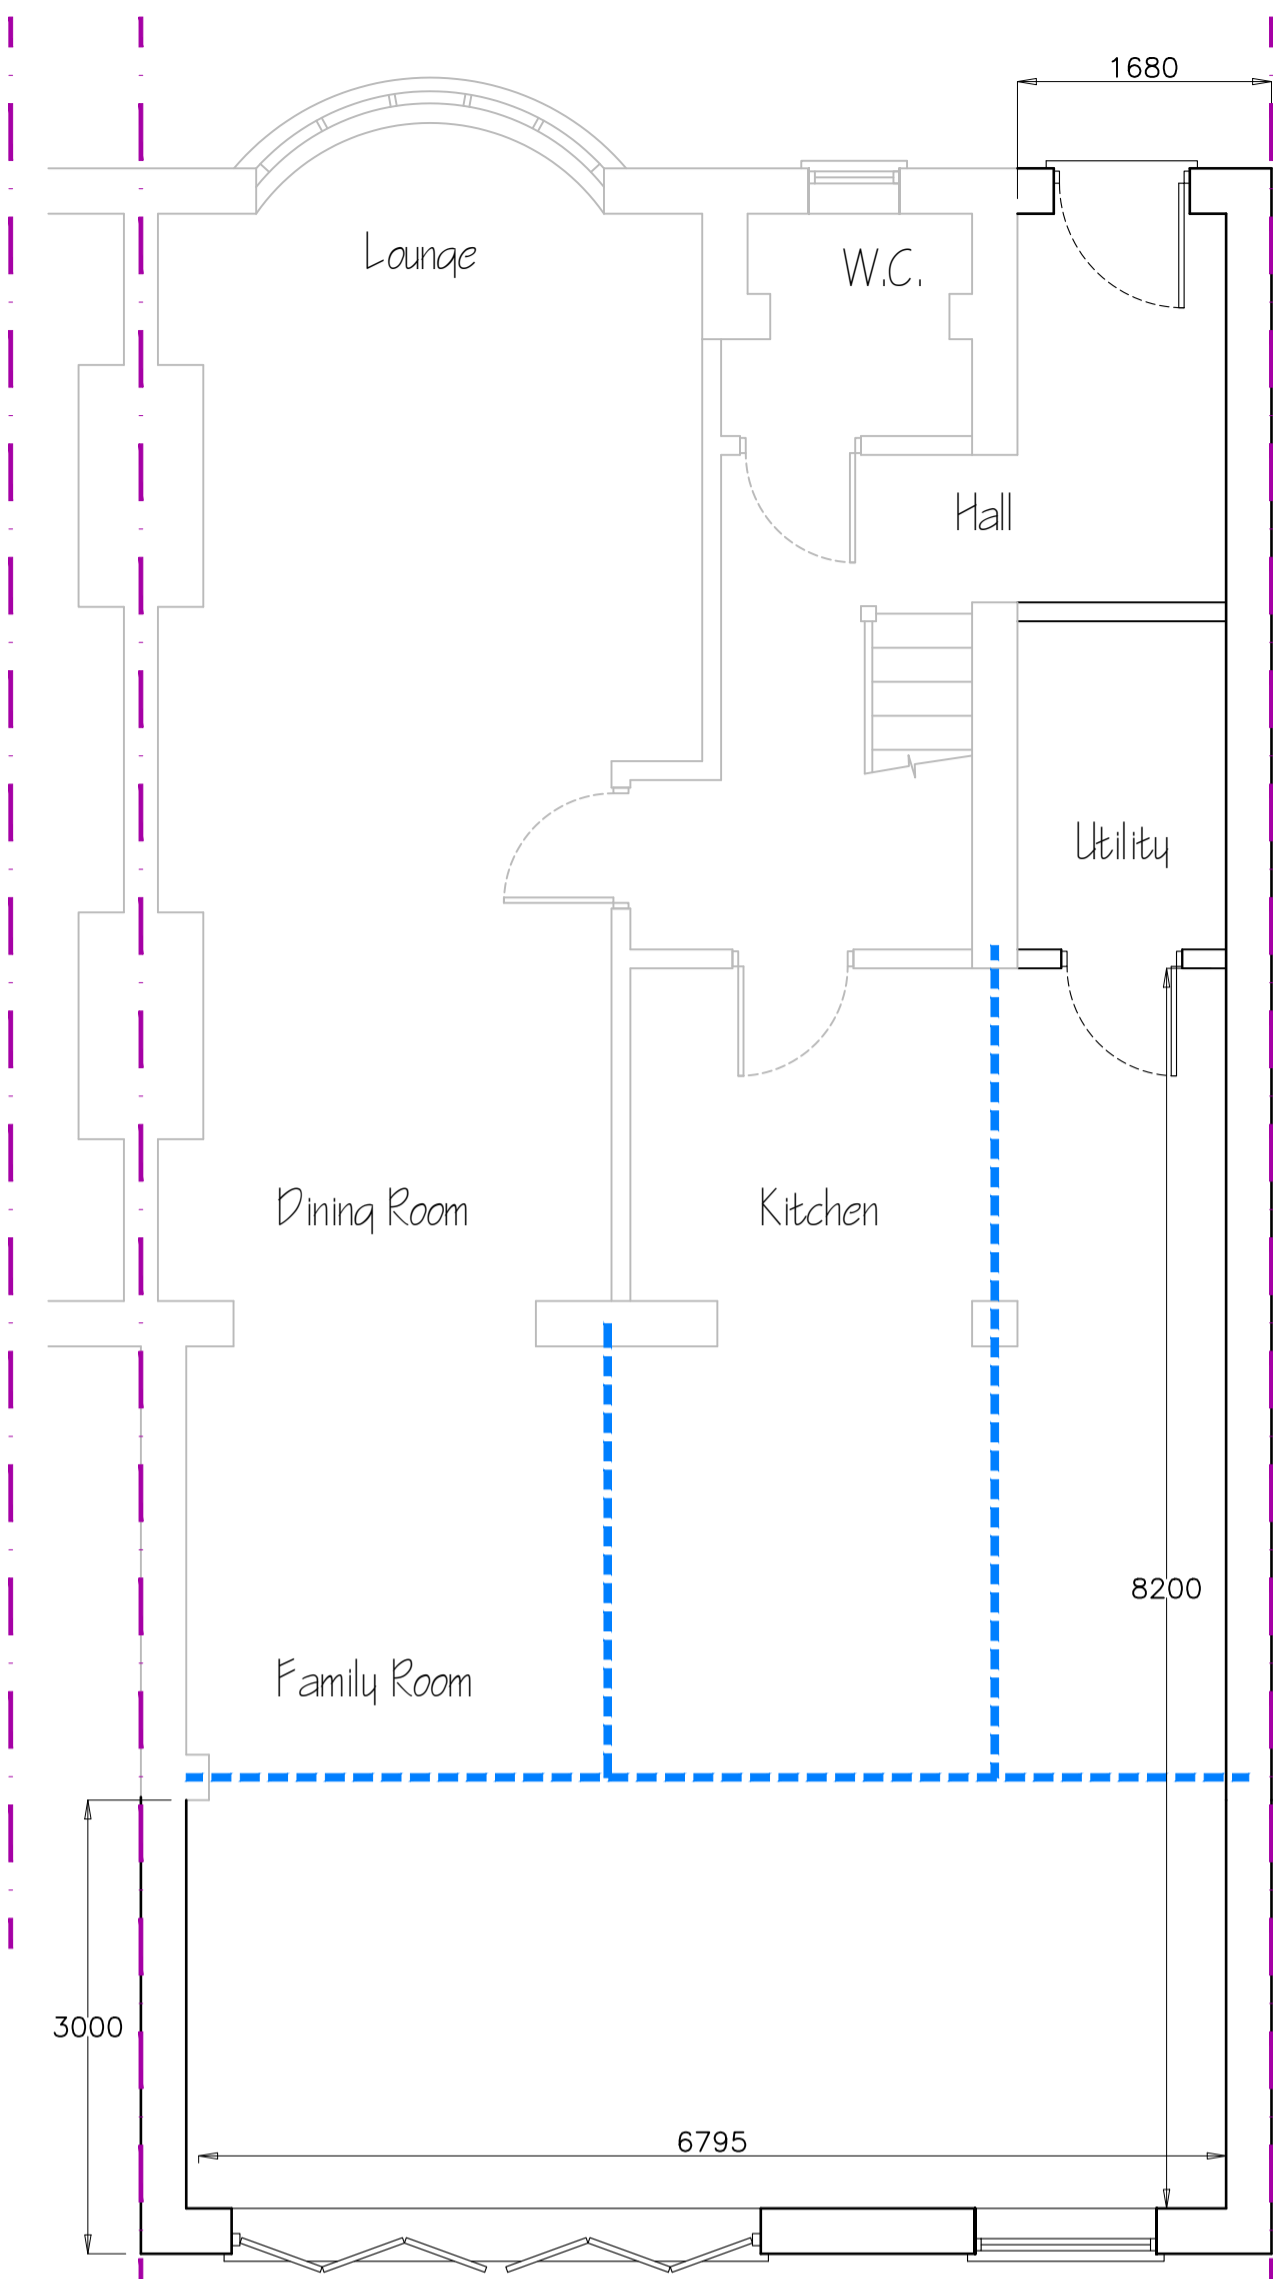 1680
Lounge
W.C.
Hall
Utility
Dining Room
Kitchen
8200
Family Room
3000
6795